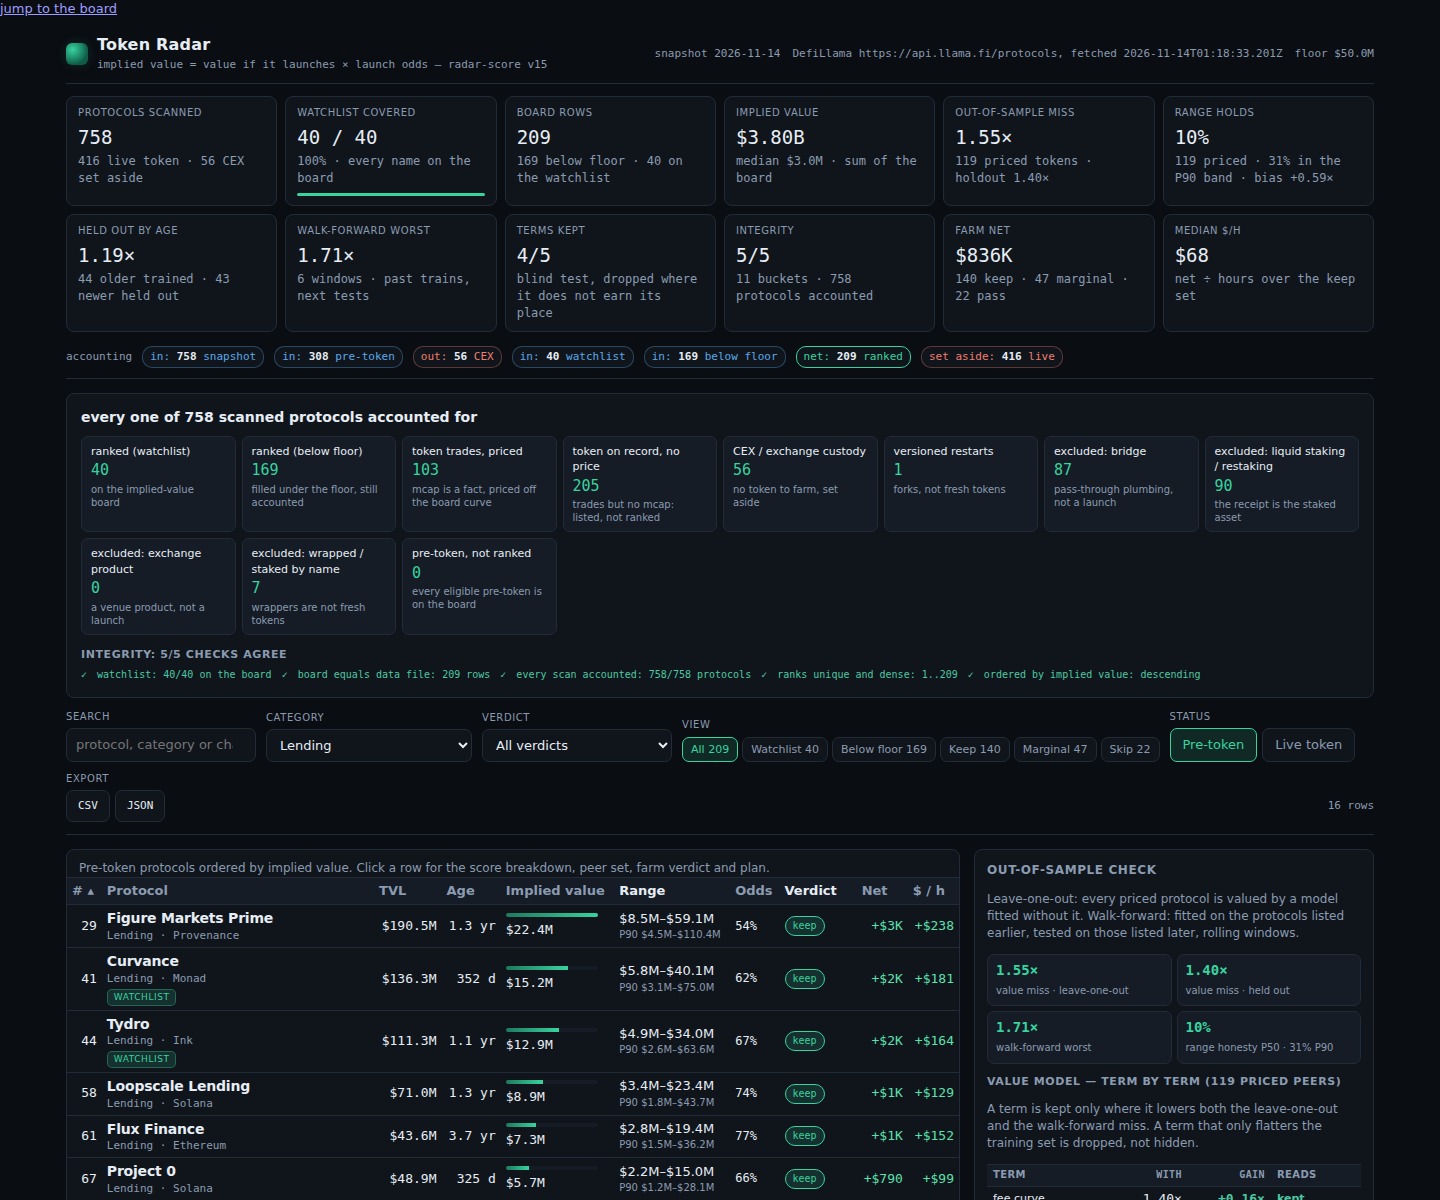 jump to the board
Token Radar
implied value = value if it launches × launch odds — radar-score v15
snapshot 2026-11-14 DefiLlama https://api.llama.fi/protocols, fetched 2026-11-14T01:18:33.201Z floor $50.0M
PROTOCOLS SCANNED
758
416 live token · 56 CEX
set aside
WATCHLIST COVERED
40 / 40
100% · every name on the
board
BOARD ROWS
209
169 below floor · 40 on
the watchlist
IMPLIED VALUE
$3.80B
median $3.0M · sum of the
board
OUT-OF-SAMPLE MISS
1.55×
119 priced tokens ·
holdout 1.40×
RANGE HOLDS
10%
119 priced · 31% in the
P90 band · bias +0.59×
HELD OUT BY AGE
1.19×
44 older trained · 43
newer held out
WALK-FORWARD WORST
1.71×
6 windows · past trains,
next tests
TERMS KEPT
4/5
blind test, dropped where
it does not earn its
place
INTEGRITY
5/5
11 buckets · 758
protocols accounted
FARM NET
$836K
140 keep · 47 marginal ·
22 pass
MEDIAN $/H
$68
net ÷ hours over the keep
set
accounting in: 758 snapshot in: 308 pre-token out: 56 CEX in: 40 watchlist in: 169 below floor net: 209 ranked set aside: 416 live
every one of 758 scanned protocols accounted for
ranked (watchlist)
40
on the implied-value
board
ranked (below floor)
169
filled under the floor, still
accounted
token trades, priced
103
mcap is a fact, priced off
the board curve
token on record, no
price
205
trades but no mcap:
listed, not ranked
CEX / exchange custody
56
no token to farm, set
aside
versioned restarts
1
forks, not fresh tokens
excluded: bridge
87
pass-through plumbing,
not a launch
excluded: liquid staking
/ restaking
90
the receipt is the staked
asset
excluded: exchange
product
0
a venue product, not a
launch
excluded: wrapped /
staked by name
7
wrappers are not fresh
tokens
pre-token, not ranked
0
every eligible pre-token is
on the board
INTEGRITY: 5/5 CHECKS AGREE
✓ watchlist: 40/40 on the board ✓ board equals data file: 209 rows ✓ every scan accounted: 758/758 protocols ✓ ranks unique and dense: 1..209 ✓ ordered by implied value: descending
SEARCH
protocol, category or ch
CATEGORY
Lending
VERDICT
All verdicts
VIEW
All 209 Watchlist 40 Below floor 169 Keep 140 Marginal 47 Skip 22
STATUS
Pre-token Live token
EXPORT
CSV JSON
16 rows
Pre-token protocols ordered by implied value. Click a row for the score breakdown, peer set, farm verdict and plan.
# ▲ Protocol TVL Age Implied value Range Odds Verdict Net $ / h
29 Figure Markets Prime $190.5M 1.3 yr $22.4M $8.5M–$59.1M 54% keep +$3K +$238
Lending · Provenance P90 $4.5M–$110.4M
41 Curvance $136.3M 352 d $15.2M $5.8M–$40.1M 62% keep +$2K +$181
Lending · Monad P90 $3.1M–$75.0M
WATCHLIST
44 Tydro $111.3M 1.1 yr $12.9M $4.9M–$34.0M 67% keep +$2K +$164
Lending · Ink P90 $2.6M–$63.6M
WATCHLIST
58 Loopscale Lending $71.0M 1.3 yr $8.9M $3.4M–$23.4M 74% keep +$1K +$129
Lending · Solana P90 $1.8M–$43.7M
61 Flux Finance $43.6M 3.7 yr $7.3M $2.8M–$19.4M 77% keep +$1K +$152
Lending · Ethereum P90 $1.5M–$36.2M
67 Project 0 $48.9M 325 d $5.7M $2.2M–$15.0M 66% keep +$790 +$99
Lending · Solana P90 $1.2M–$28.1M
OUT-OF-SAMPLE CHECK
Leave-one-out: every priced protocol is valued by a model
fitted without it. Walk-forward: fitted on the protocols listed
earlier, tested on those listed later, rolling windows.
1.55×
value miss · leave-one-out
1.40×
value miss · held out
1.71×
walk-forward worst
10%
range honesty P50 · 31% P90
VALUE MODEL — TERM BY TERM (119 PRICED PEERS)
A term is kept only where it lowers both the leave-one-out
and the walk-forward miss. A term that only flatters the
training set is dropped, not hidden.
TERM WITH GAIN READS
fee curve 1.40× +0.16× kept